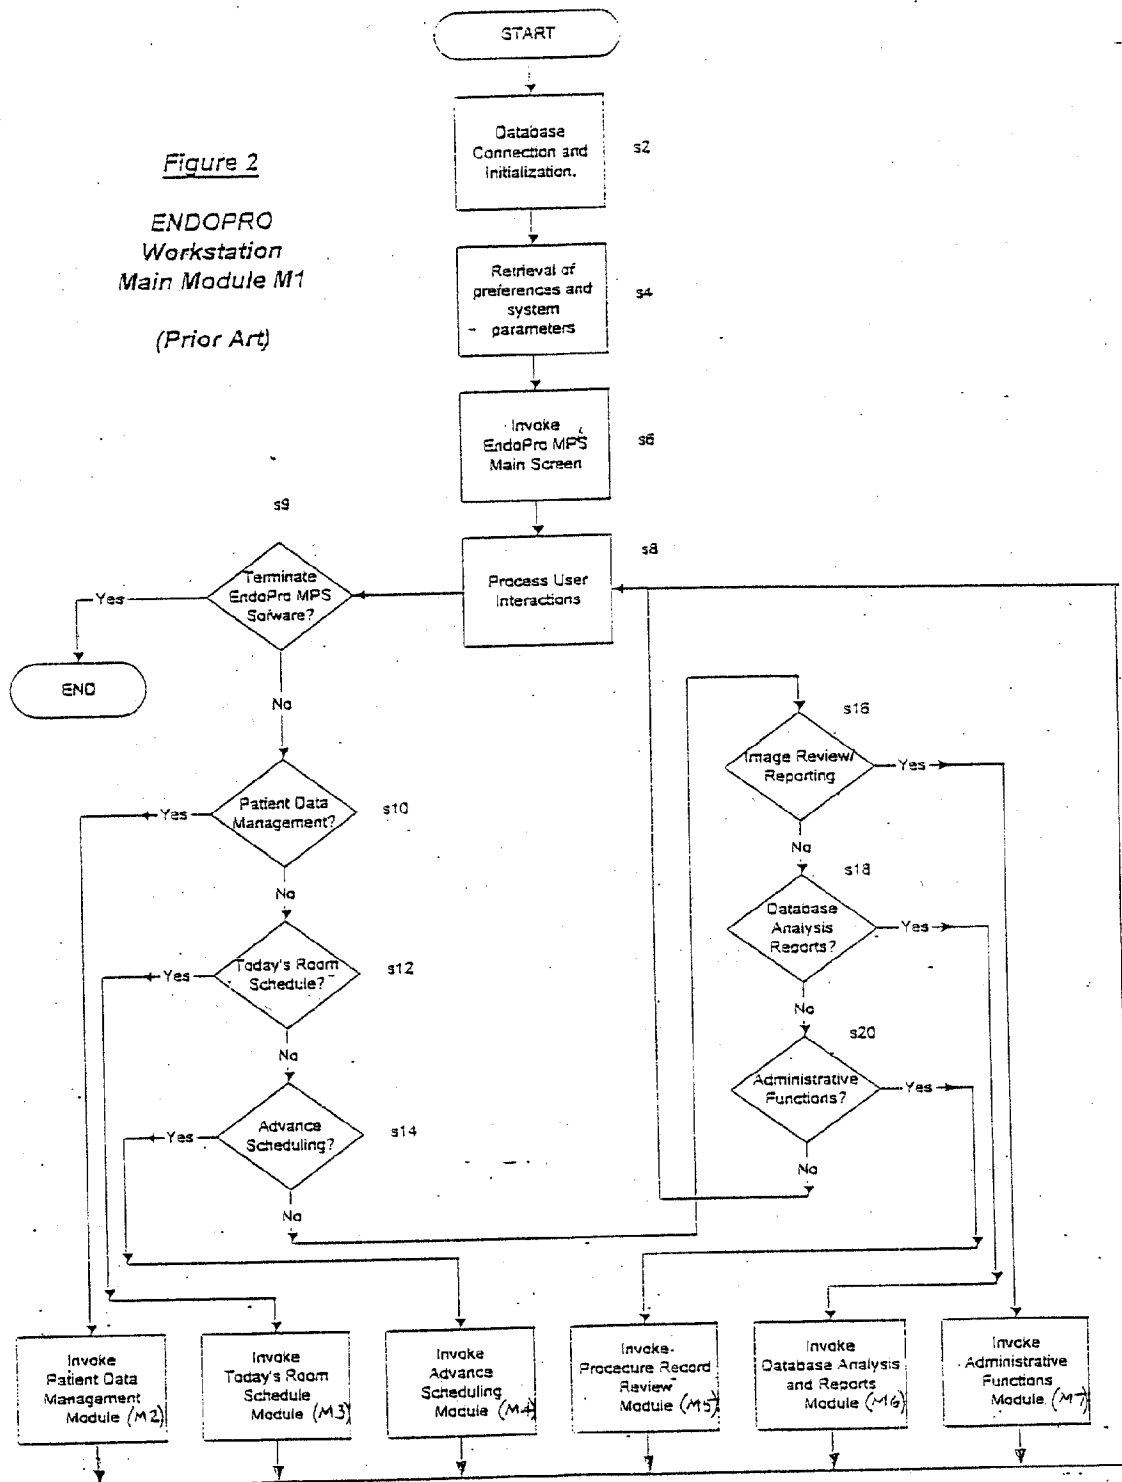 START
Database
Connection and
Initialization.
s2
Figure 2
ENDOPRO
Workstation
Main Module M1
(Prior Art)
Retrieval of
preferences and
system
parameters
s4
Invoke
EndoPro MPS
Main Screen
s6
s9
s8
Process User
Interactions
Terminate
EndoPro MPS
Sofware?
Yes
END
No
s16
Image Review/
Reporting
Yes
Patient Data
Management?
s10
Yes
No
No
s18
Database
Analysis
Reports?
Yes
Today's Room
Schedule?
s12
Yes
No
s20
No
Administrative
Functions?
Yes
Advance
Scheduling?
s14
Yes
No
No
Invoke
Patient Data
Management
Module (M2)
Invoke
Today's Room
Schedule
Module (M3)
Invoke
Advance
Scheduling
Module (M4)
Invoke
Procecure Record
Review
Module (M5)
Invoke
Database Analysis
and Reports
Module (M6)
Invoke
Administrative
Functions
Module (M7)